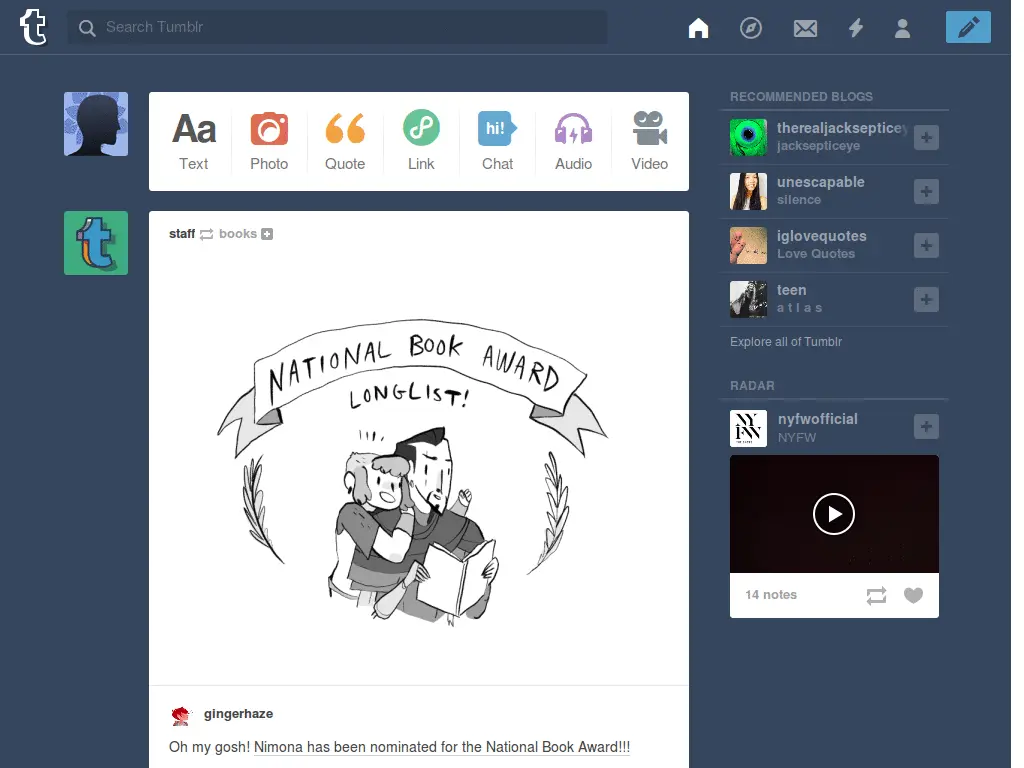 Search Tumblr
Aa
Text
Photo
Quote
Link
hi!
Chat
Audio
Video
staff books
NATIONAL BOOK AWARD
LONGLIST!
gingerhaze
Oh my gosh! Nimona has been nominated for the National Book Award!!!
RECOMMENDED BLOGS
therealjacksepticey
jacksepticeye
unescapable
silence
iglovequotes
Love Quotes
teen
a t l a s
Explore all of Tumblr
RADAR
NYFW
nyfwofficial
NYFW
14 notes